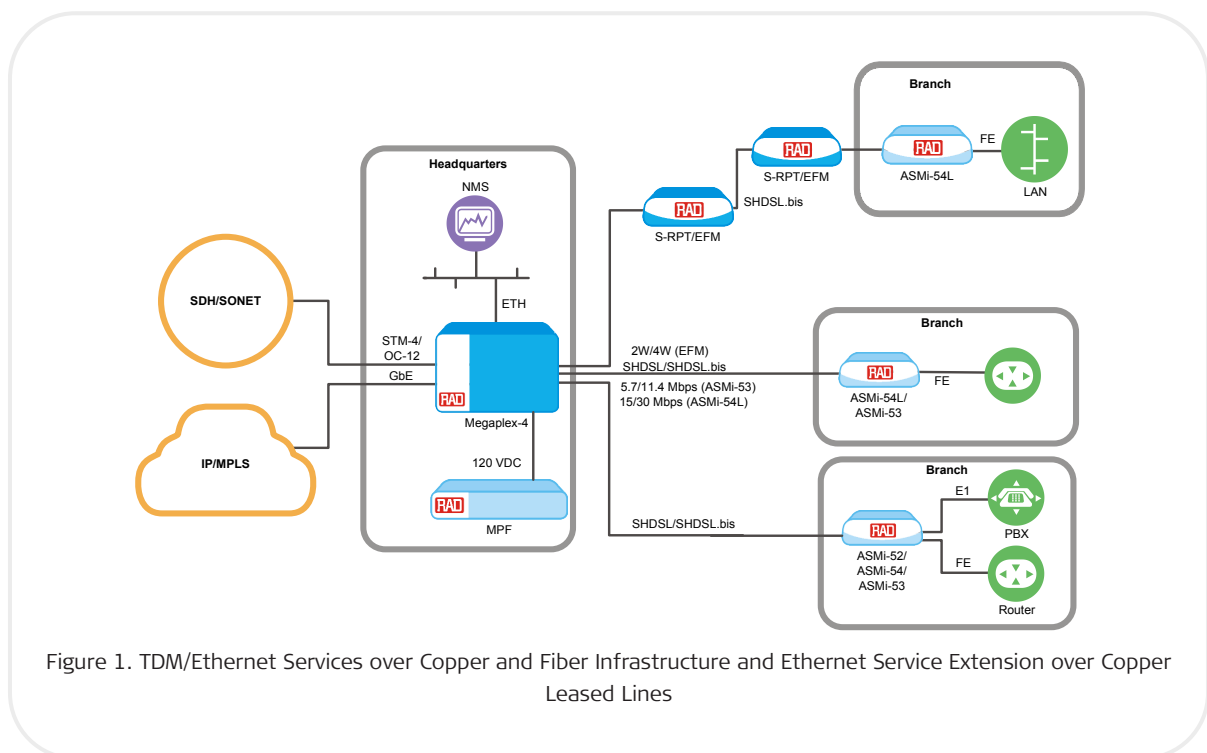 Branch
RAD
ASMi-54L
FE
LAN
RAD
S-RPT/EFM
SHDSL.bis
RAD
S-RPT/EFM
Headquarters
NMS
ETH
SDH/SONET
STM-4/
OC-12
GbE
IP/MPLS
RAD
Megaplex-4
120 VDC
RAD
MPF
2W/4W (EFM)
SHDSL/SHDSL.bis
5.7/11.4 Mbps (ASMi-53)
15/30 Mbps (ASMi-54L)
Branch
RAD
ASMi-54L/
ASMi-53
FE
SHDSL/SHDSL.bis
Branch
RAD
ASMi-52/
ASMi-54/
ASMi-53
E1
PBX
FE
Router
Figure 1. TDM/Ethernet Services over Copper and Fiber Infrastructure and Ethernet Service Extension over Copper
Leased Lines